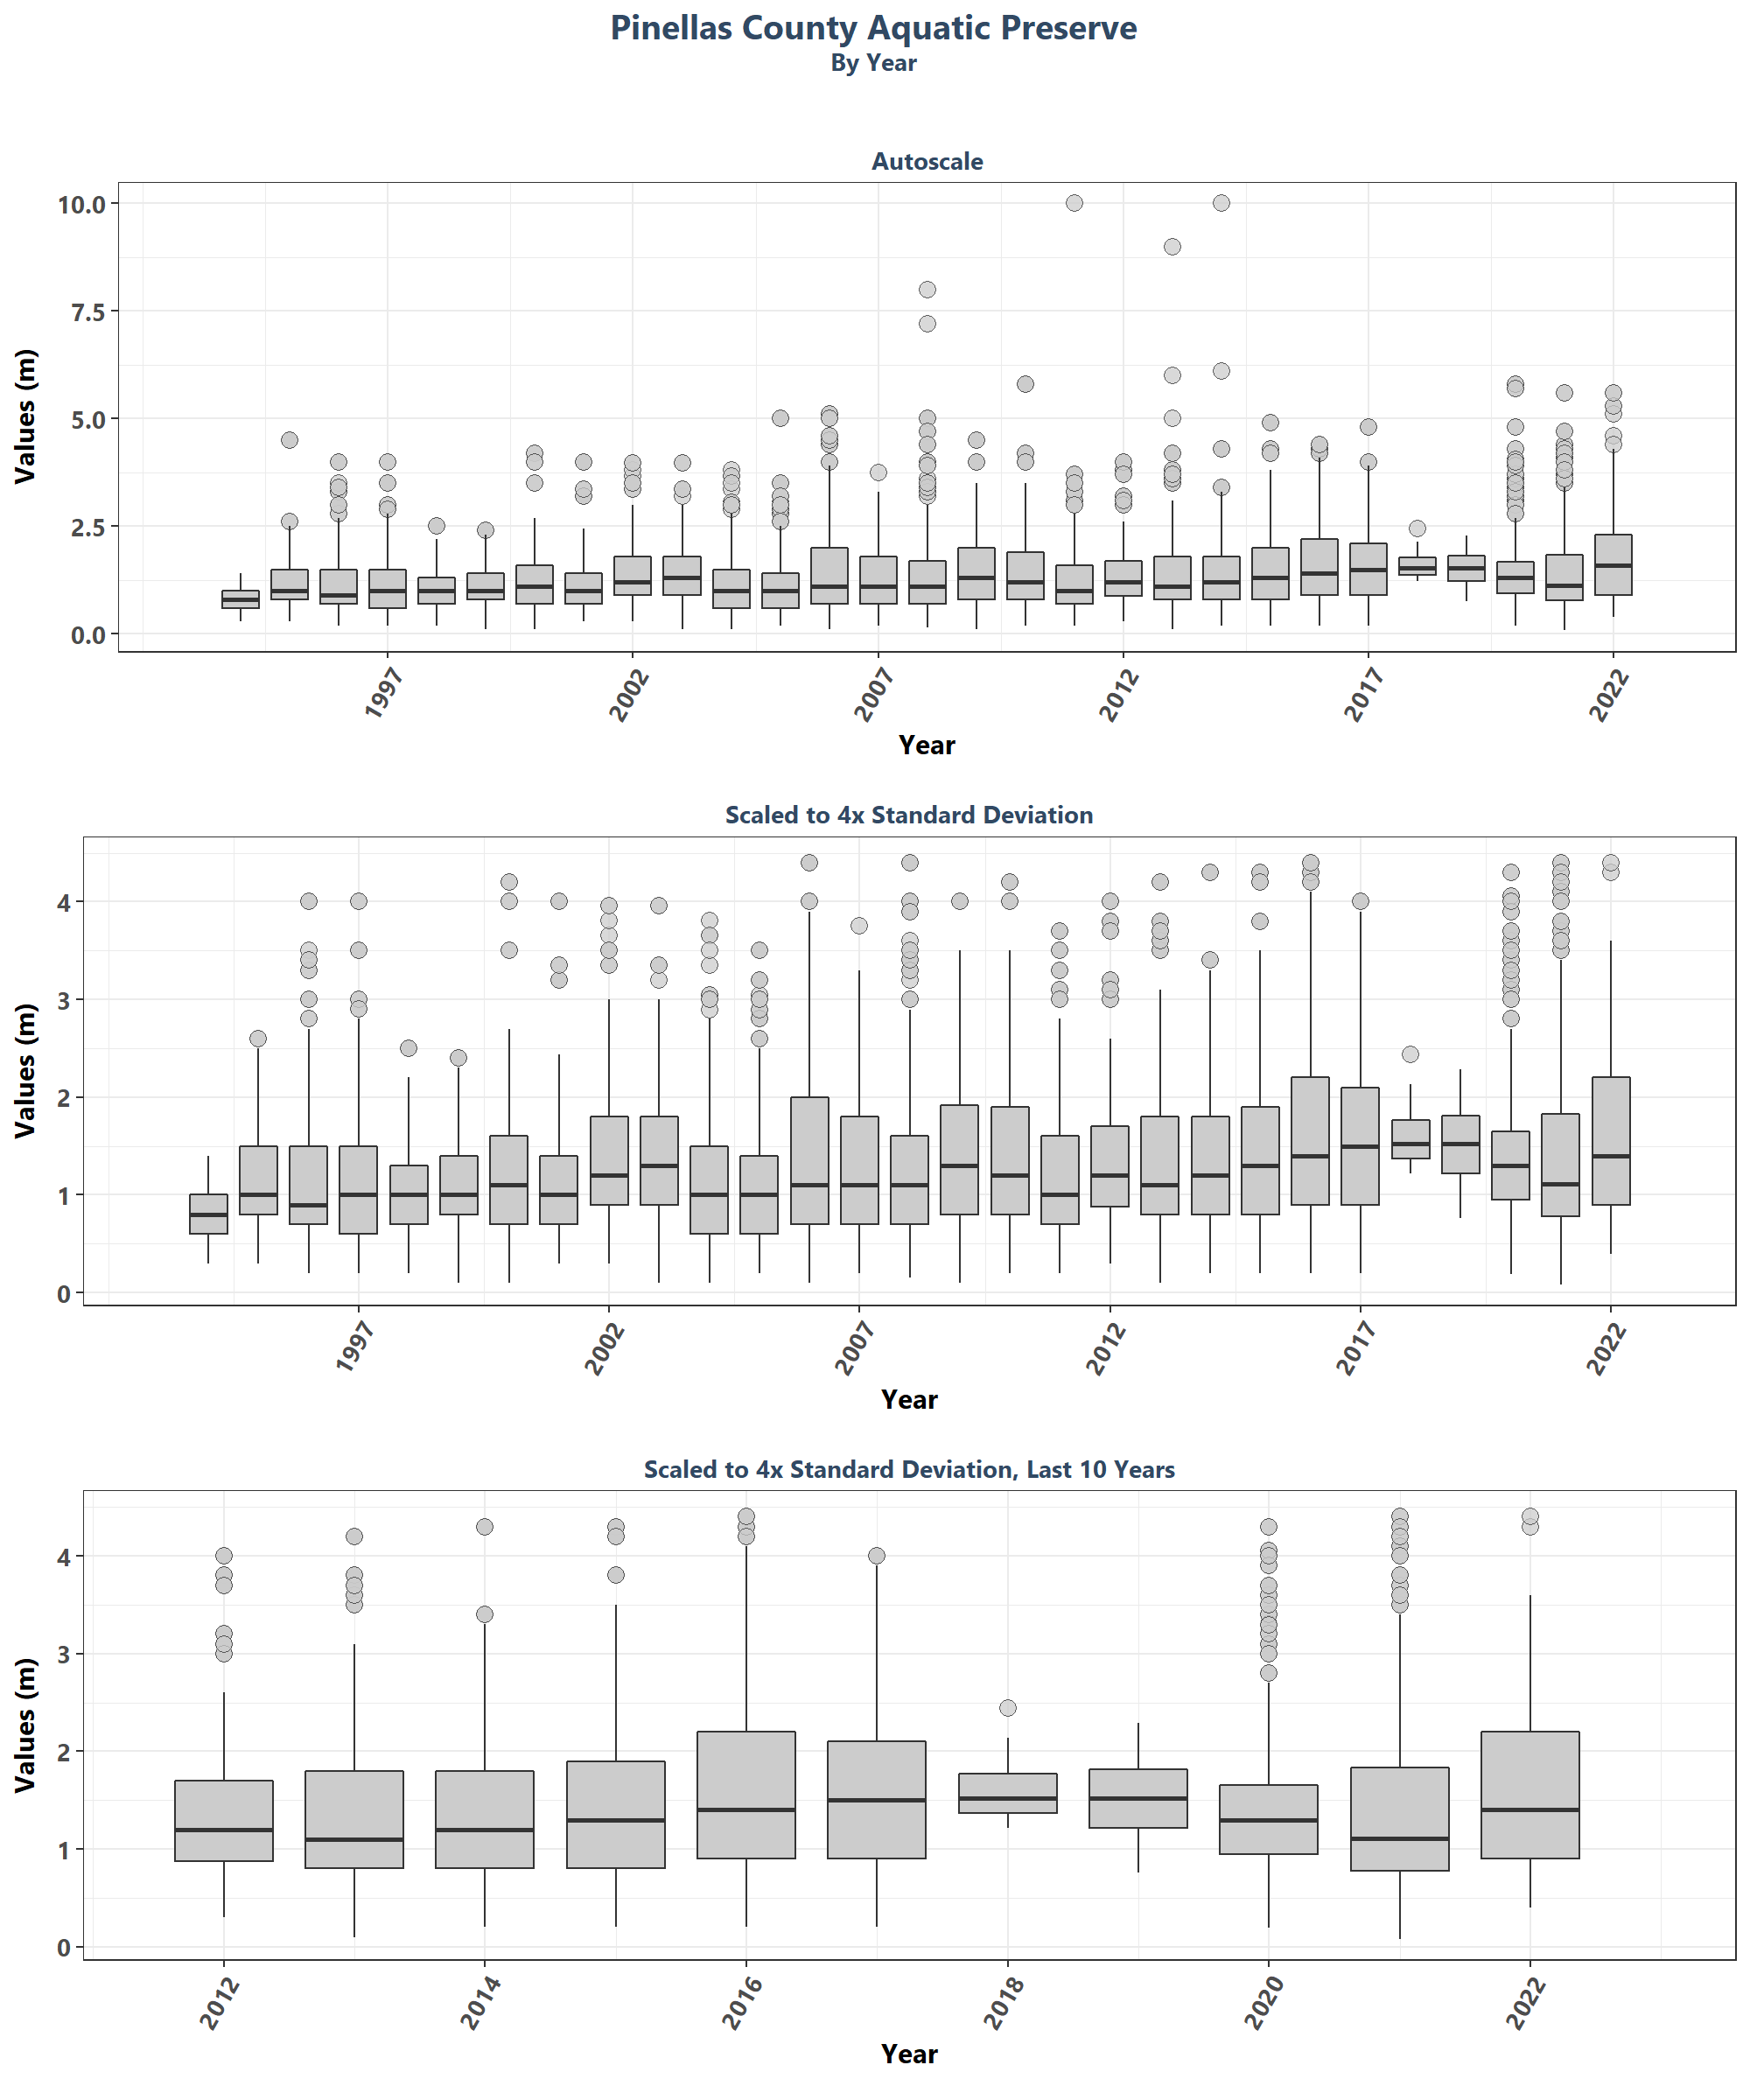 Pinellas County Aquatic Preserve
By Year
Autoscale
Values (m)
10.0
7.5
5.0
2.5
0.0
1997 2002 2007 2012 2017 2022
Year
Scaled to 4x Standard Deviation
Values (m)
4
3
2
1
0
1997 2002 2007 2012 2017 2022
Year
Scaled to 4x Standard Deviation, Last 10 Years
Values (m)
4
3
2
1
0
2012 2014 2016 2018 2020 2022
Year